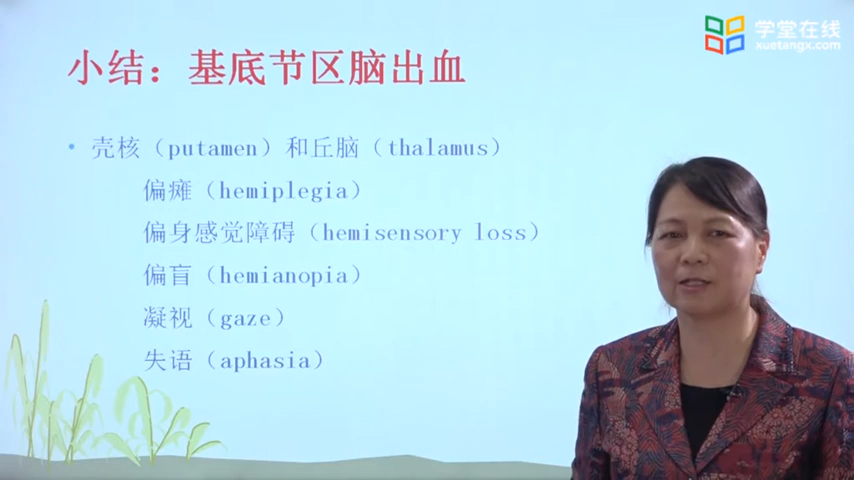 学堂在线
xuetangx.com
小结：基底节区脑出血
• 壳核（putamen）和丘脑（thalamus）
偏瘫（hemiplegia）
偏身感觉障碍（hemisensory loss）
偏盲（hemianopia）
凝视（gaze）
失语（aphasia）